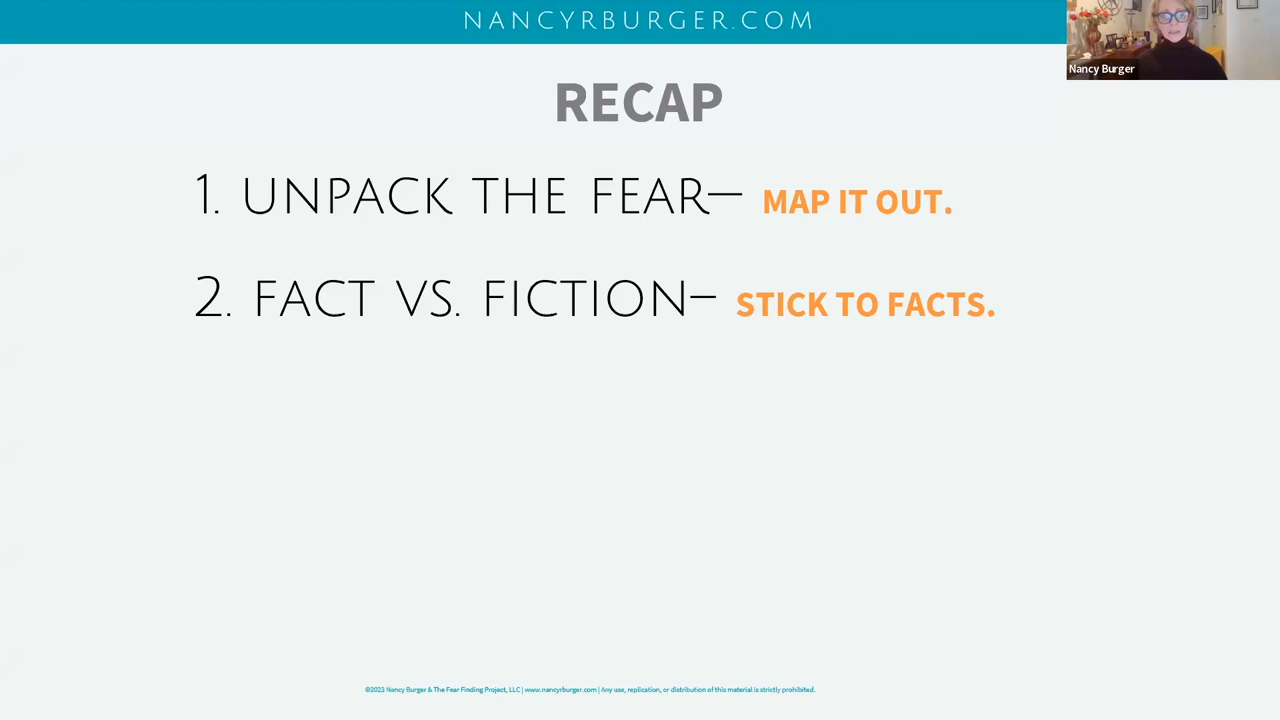 NANCYRBURGER.COM
Nancy Burger
RECAP
1. UNPACK THE FEAR– MAP IT OUT.
2. FACT VS. FICTION– STICK TO FACTS.
©2023 Nancy Burger & The Fear Finding Project, LLC | www.nancyrburger.com | Any use, replication, or distribution of this material is strictly prohibited.